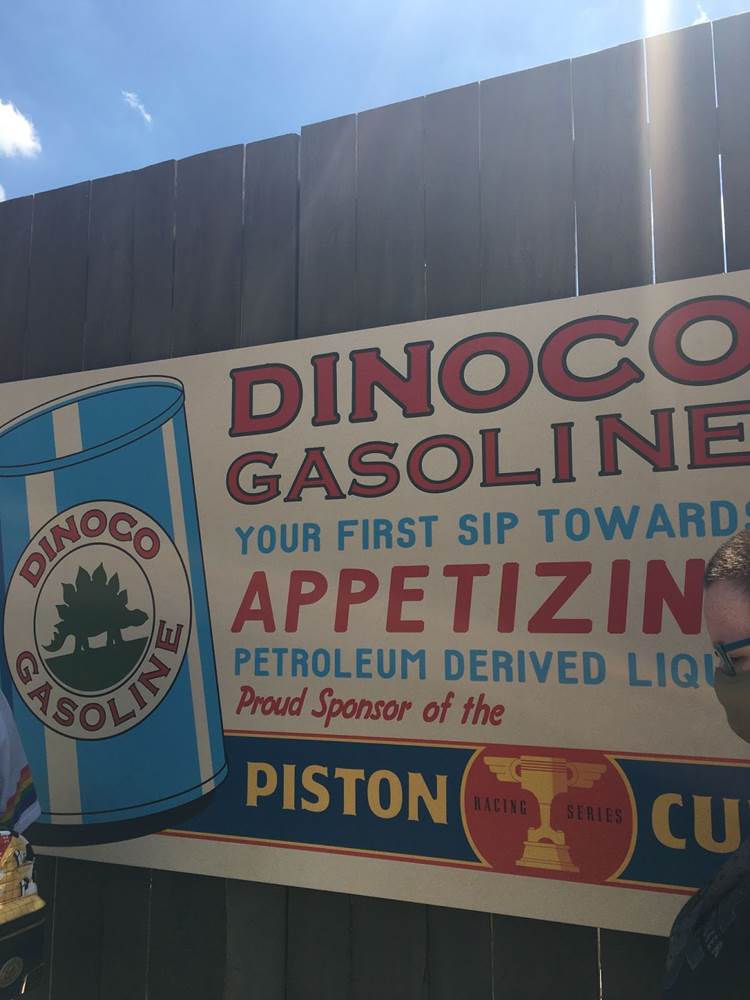 DINOCO
GASOLINE
YOUR FIRST SIP TOWARDS
APPETIZIN
PETROLEUM DERIVED LIQU
Proud Sponsor of the
PISTON CU
RACING SERIES
DINOCO
GASOLINE